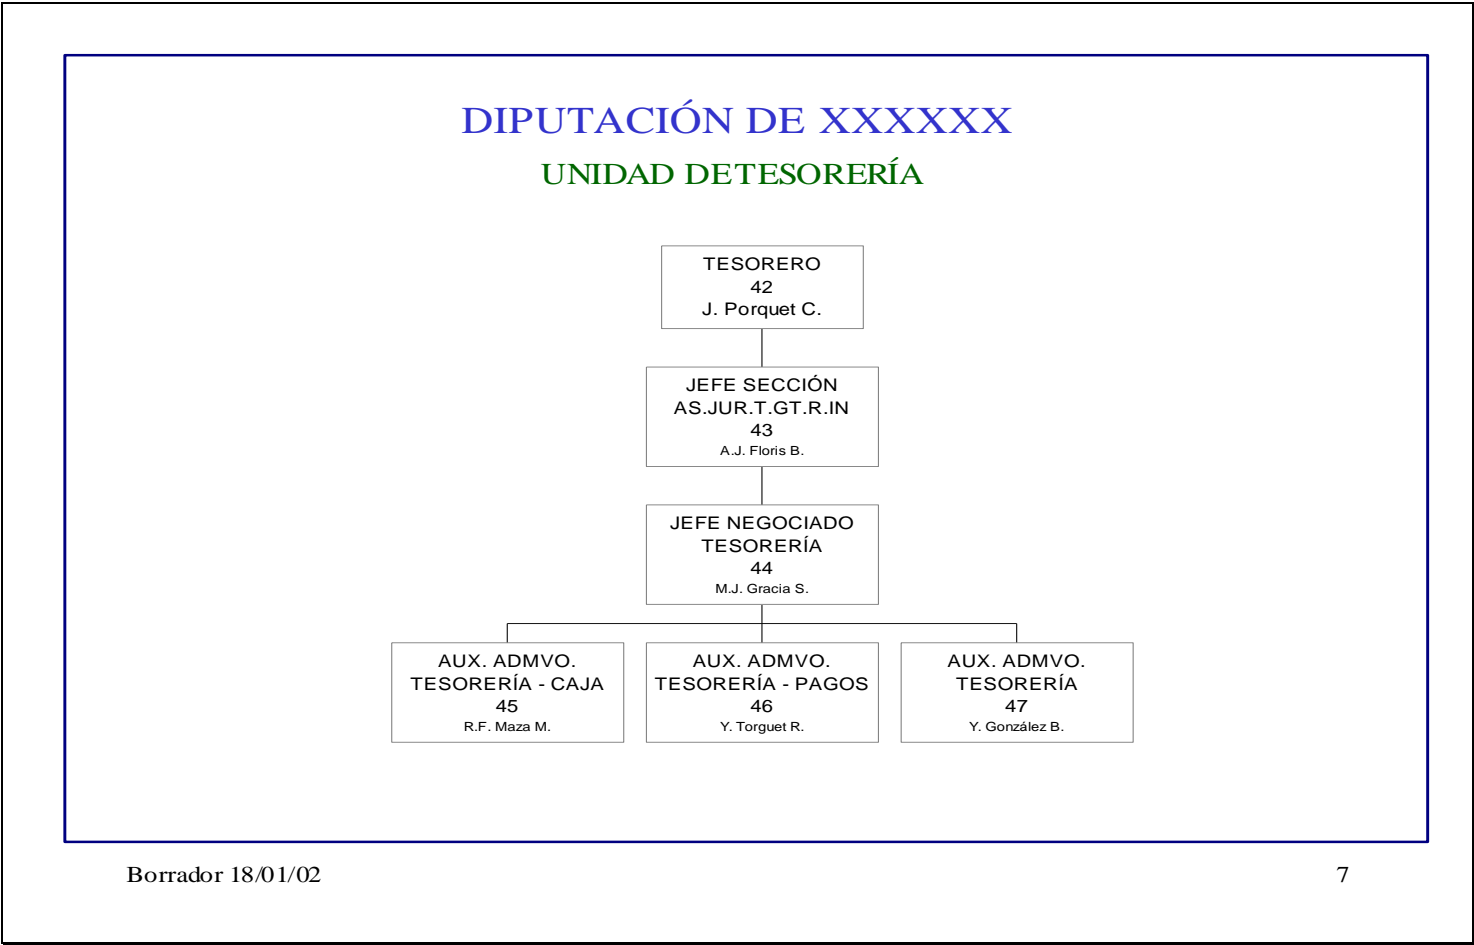 DIPUTACIÓN DE XXXXXX
UNIDAD DETESORERÍA
TESORERO
42
J. Porquet C.
JEFE SECCIÓN
AS.JUR.T.GT.R.IN
43
A.J. Floris B.
JEFE NEGOCIADO
TESORERÍA
44
M.J. Gracia S.
AUX. ADMVO.
TESORERÍA - CAJA
45
R.F. Maza M.
AUX. ADMVO.
TESORERÍA - PAGOS
46
Y. Torguet R.
AUX. ADMVO.
TESORERÍA
47
Y. González B.
Borrador 18/01/02
7